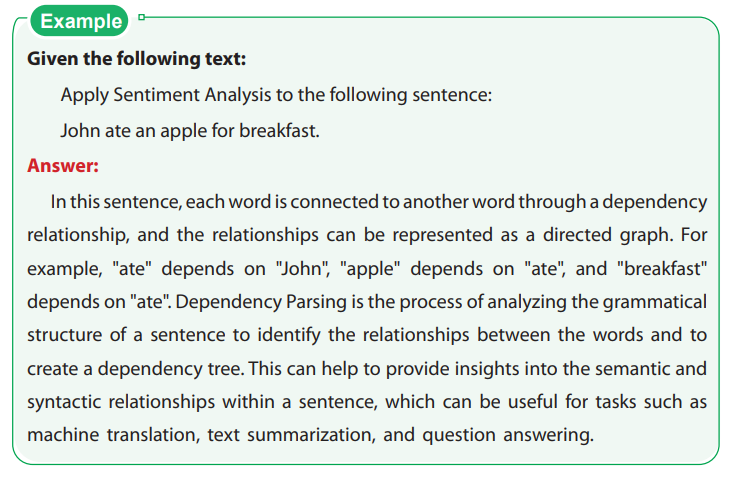 Example
Given the following text:
Apply Sentiment Analysis to the following sentence:
John ate an apple for breakfast.
Answer:
In this sentence, each word is connected to another word through a dependency
relationship, and the relationships can be represented as a directed graph. For
example, "ate" depends on "John", "apple" depends on "ate", and "breakfast"
depends on "ate". Dependency Parsing is the process of analyzing the grammatical
structure of a sentence to identify the relationships between the words and to
create a dependency tree. This can help to provide insights into the semantic and
syntactic relationships within a sentence, which can be useful for tasks such as
machine translation, text summarization, and question answering.